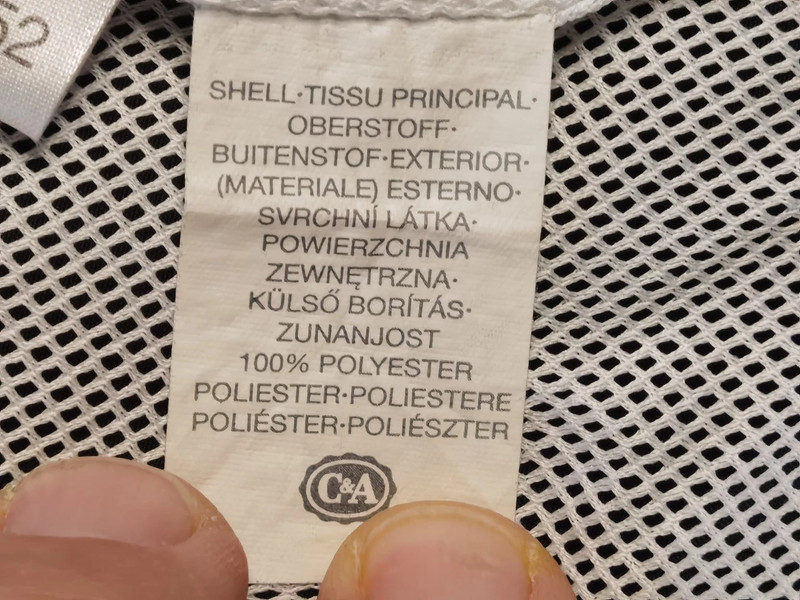 52
SHELL·TISSU PRINCIPAL·
OBERSTOFF·
BUITENSTOF·EXTERIOR·
(MATERIALE) ESTERNO·
SVRCHNÍ LÁTKA·
POWIERZCHNIA
ZEWNĘTRZNA·
KÜLSŐ BORÍTÁS·
ZUNANJOST
100% POLYESTER
POLIESTER·POLIESTERE
POLIÉSTER·POLIÉSZTER
C&A